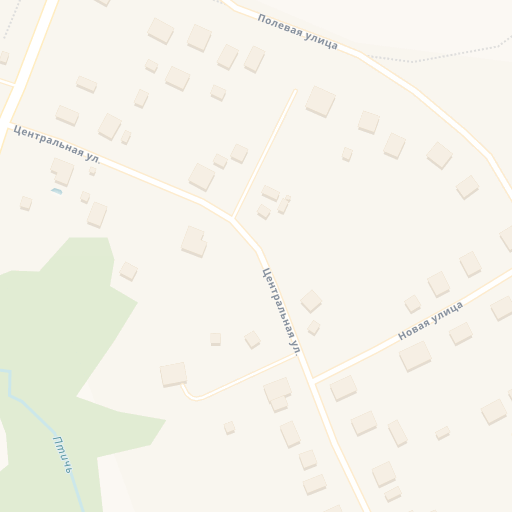 Полевая улица
Центральная ул.
Центральная ул.
Новая улица
Птичь